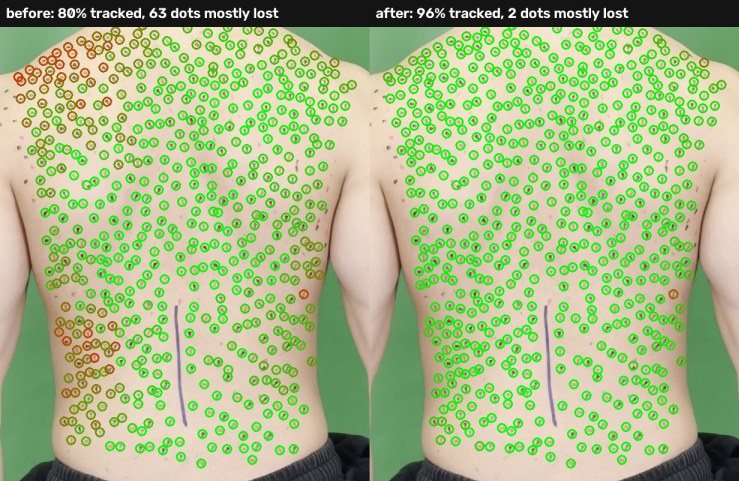 before: 80% tracked, 63 dots mostly lost
after: 96% tracked, 2 dots mostly lost